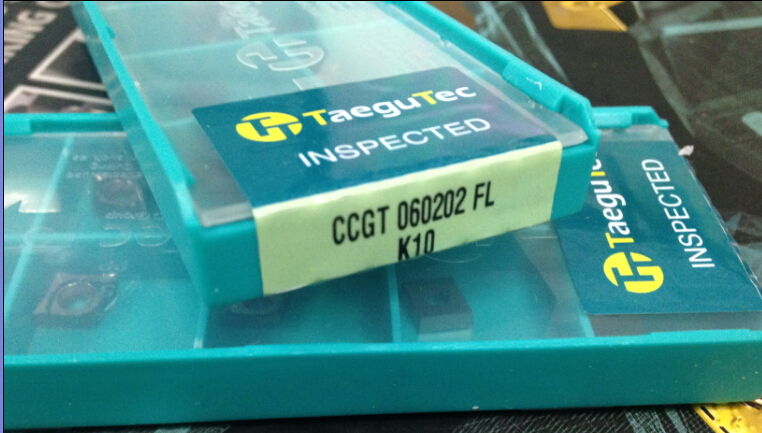 TaeguTec
INSPECTED
CCGT 060202 FL
K10
TaeguTec
INSPECTED